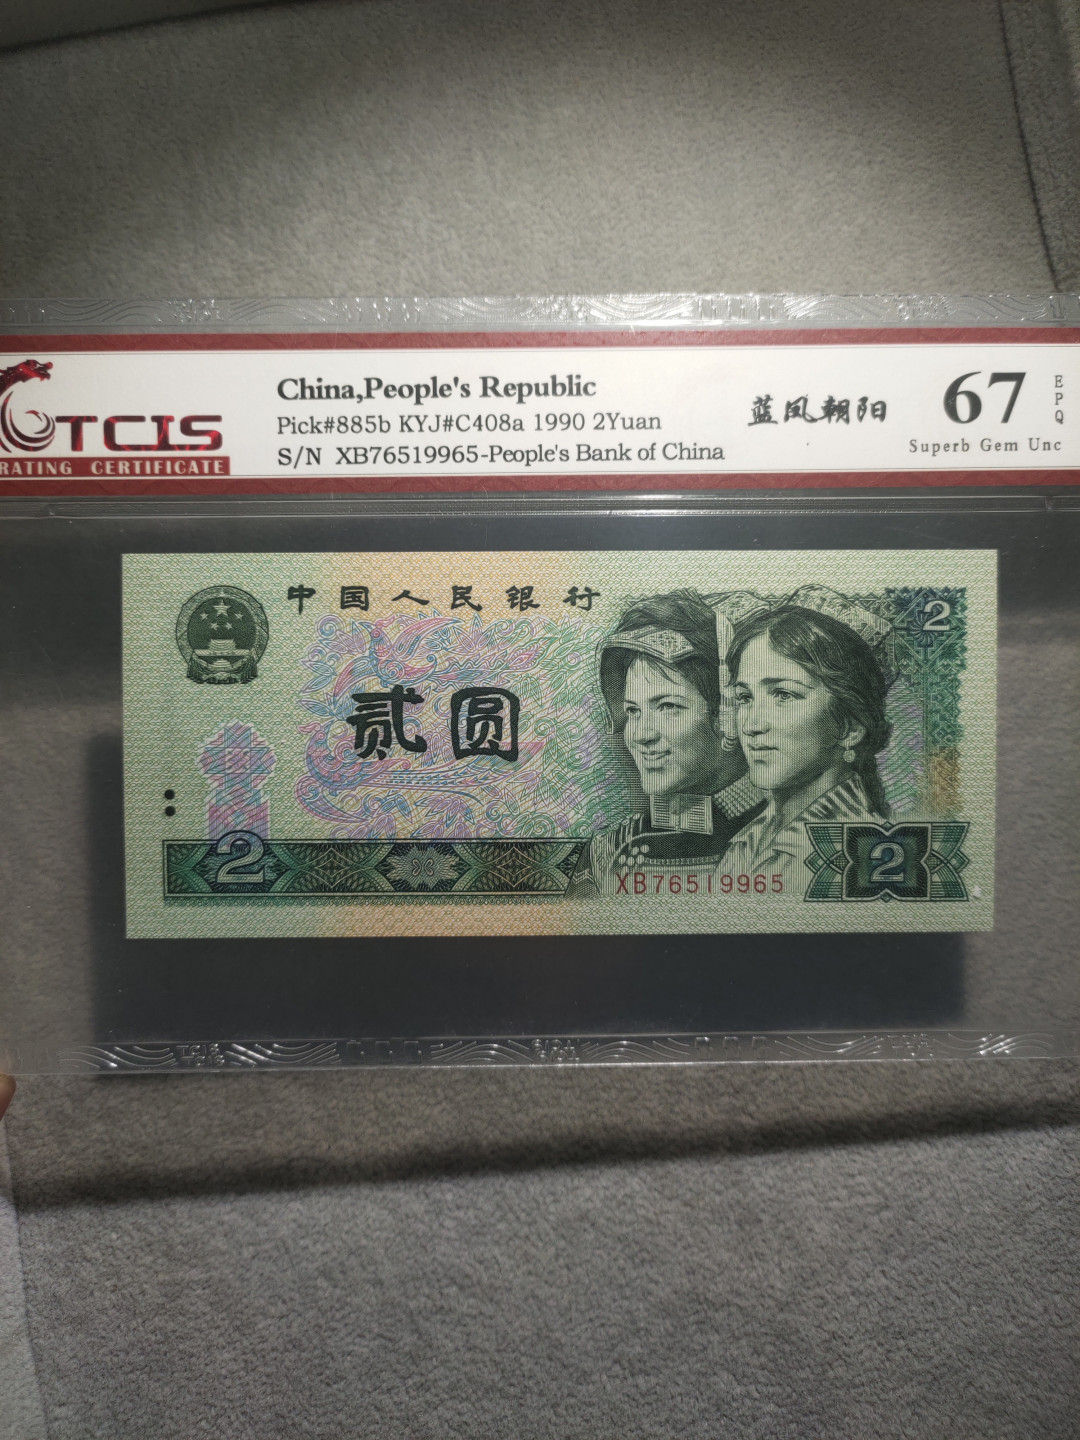 TCIS
RATING CERTIFICATE
China,People's Republic
Pick#885b KYJ#C408a 1990 2Yuan
S/N XB76519965-People's Bank of China
蓝凤朝阳
67
EPQ
Superb Gem Unc
中国人民银行
2
贰圆
2
XB76519965
2